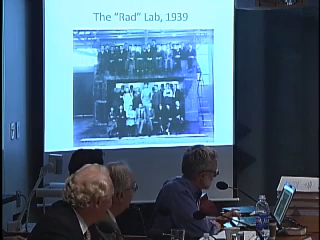 The "Rad" Lab, 1939